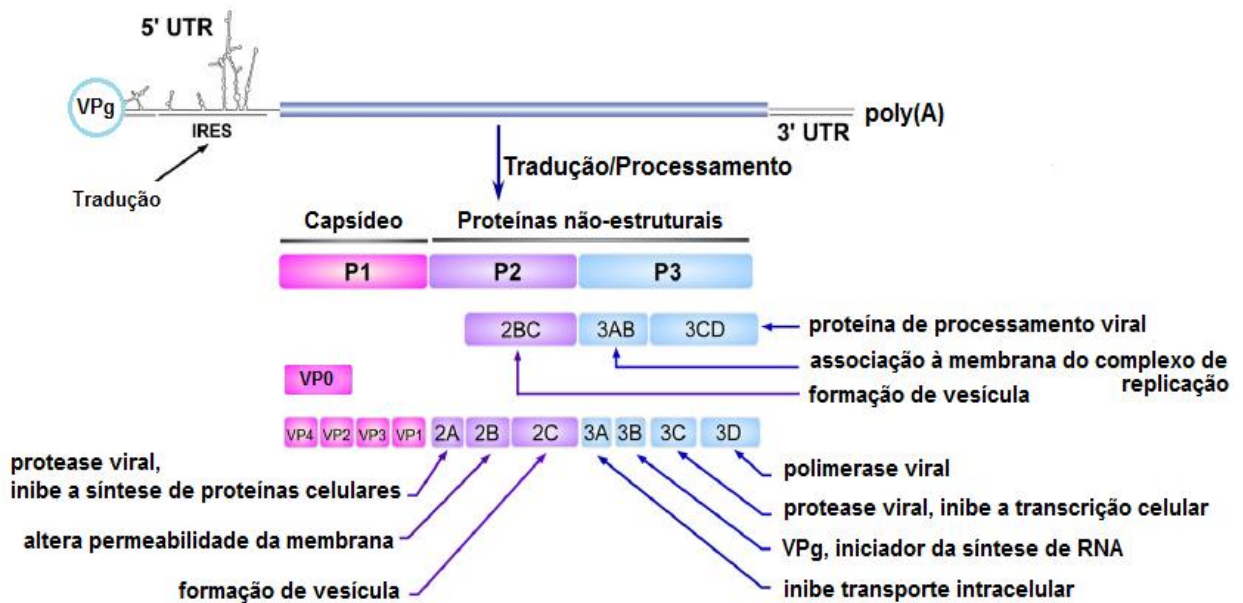 5' UTR
VPg
IRES
3' UTR
poly(A)
Tradução
Tradução/Processamento
Capsídeo
Proteínas não-estruturais
P1
P2
P3
2BC
3AB
3CD
proteína de processamento viral
associação à membrana do complexo de
replicação
formação de vesícula
VP0
VP4
VP2
VP3
VP1
2A
2B
2C
3A
3B
3C
3D
protease viral,
inibe a síntese de proteínas celulares
altera permeabilidade da membrana
formação de vesícula
polimerase viral
protease viral, inibe a transcrição celular
VPg, iniciador da síntese de RNA
inibe transporte intracelular